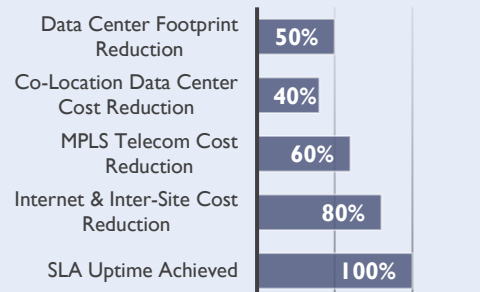 Data Center Footprint
Reduction
50%
Co-Location Data Center
Cost Reduction
40%
MPLS Telecom Cost
Reduction
60%
Internet & Inter-Site Cost
Reduction
80%
SLA Uptime Achieved
100%